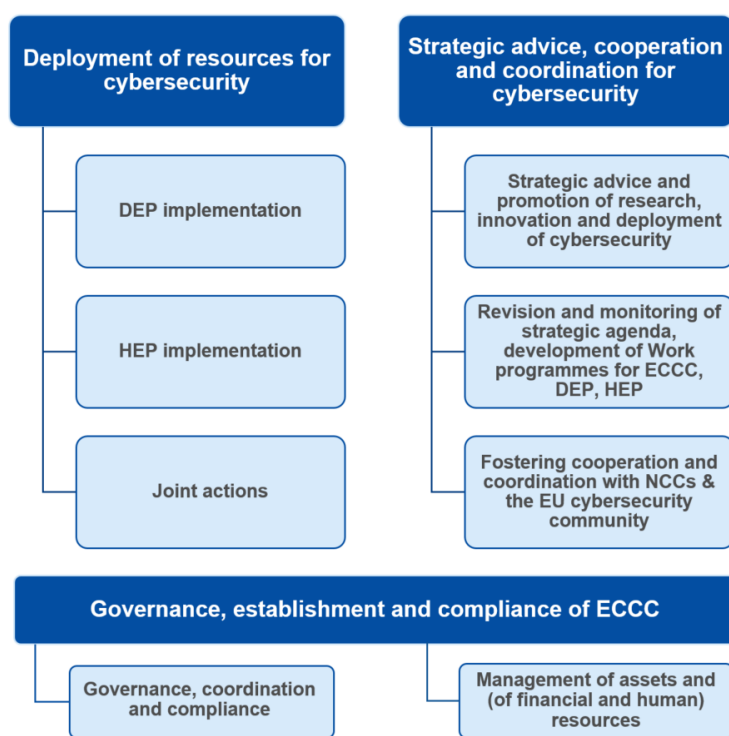 Deployment of resources for
cybersecurity
DEP implementation
HEP implementation
Joint actions
Strategic advice, cooperation
and coordination for
cybersecurity
Strategic advice and
promotion of research,
innovation and deployment
of cybersecurity
Revision and monitoring of
strategic agenda,
development of Work
programmes for ECCC,
DEP, HEP
Fostering cooperation and
coordination with NCCs &
the EU cybersecurity
community
Governance, establishment and compliance of ECCC
Governance, coordination
and compliance
Management of assets and
(of financial and human)
resources